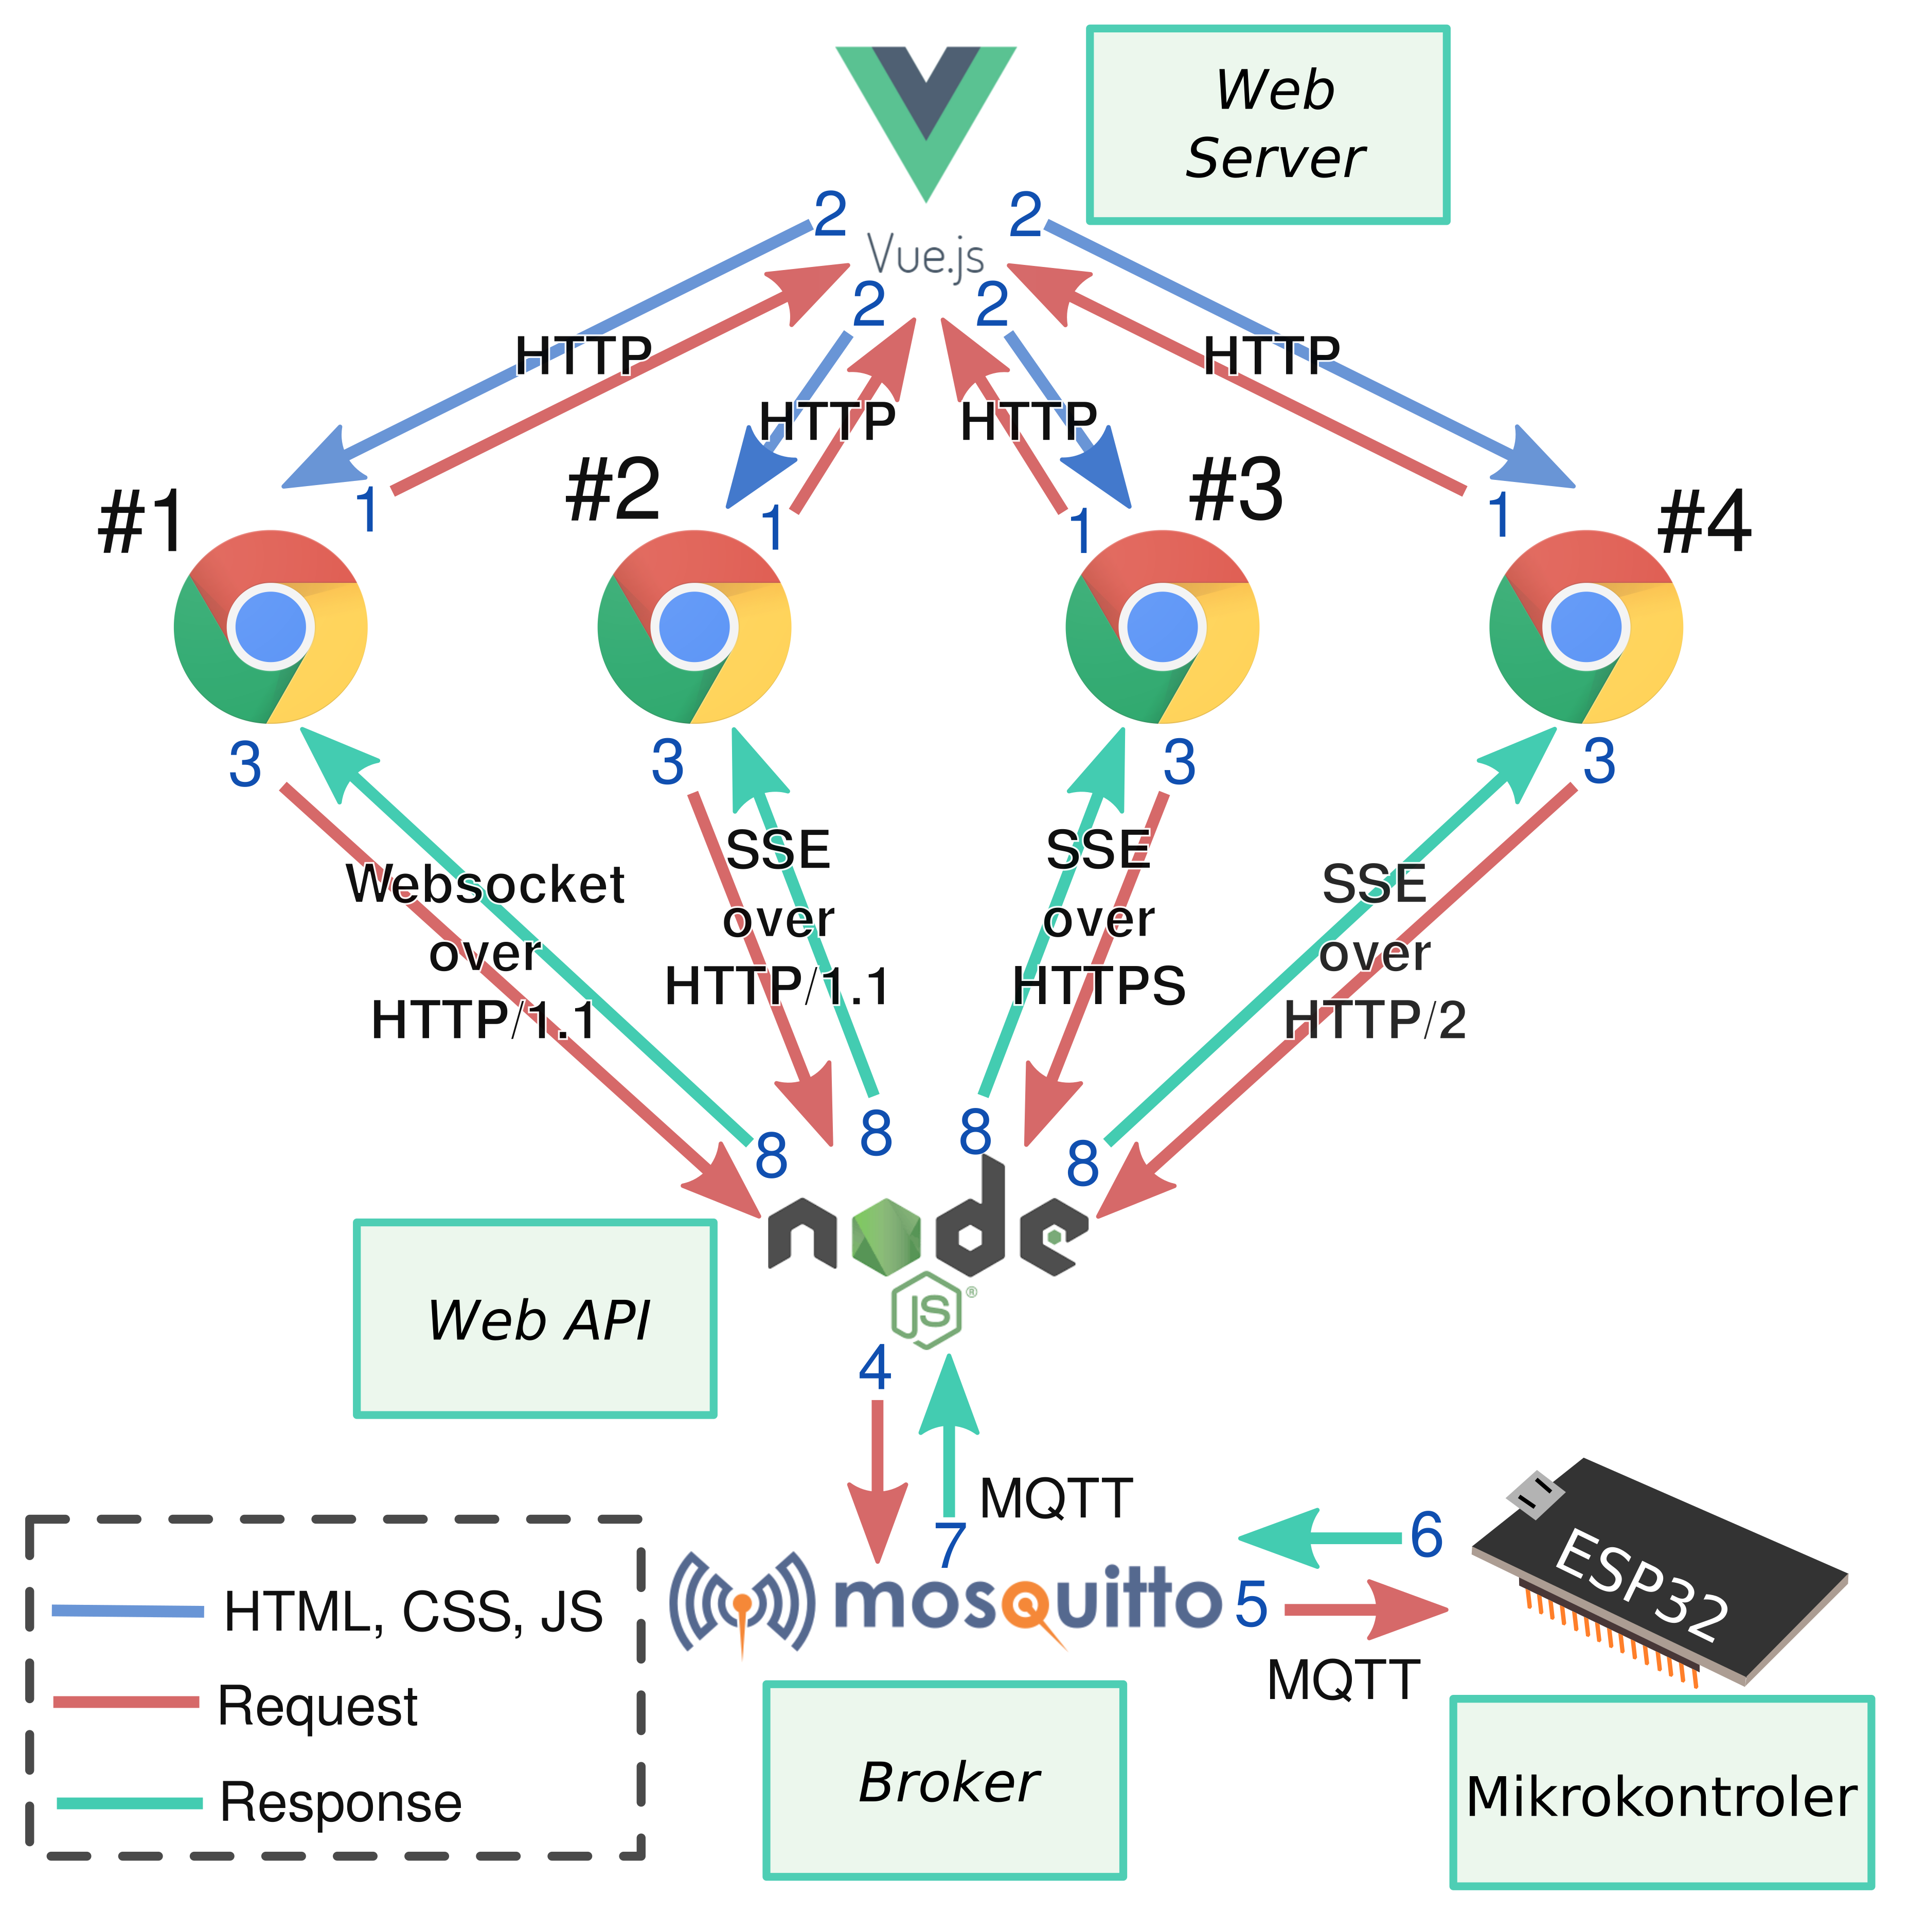 Web
Server
2
2
Vue.js
2
2
HTTP
HTTP
HTTP
HTTP
#1
#2
#3
#4
1
1
1
1
3
3
3
3
Websocket
over
HTTP/1.1
SSE
over
HTTP/1.1
SSE
over
HTTPS
SSE
over
HTTP/2
8
8
8
8
node
JS
®
Web API
4
7
MQTT
6
5
MQTT
mosquitto
ESP32
HTML, CSS, JS
Request
Response
Broker
Mikrokontroler